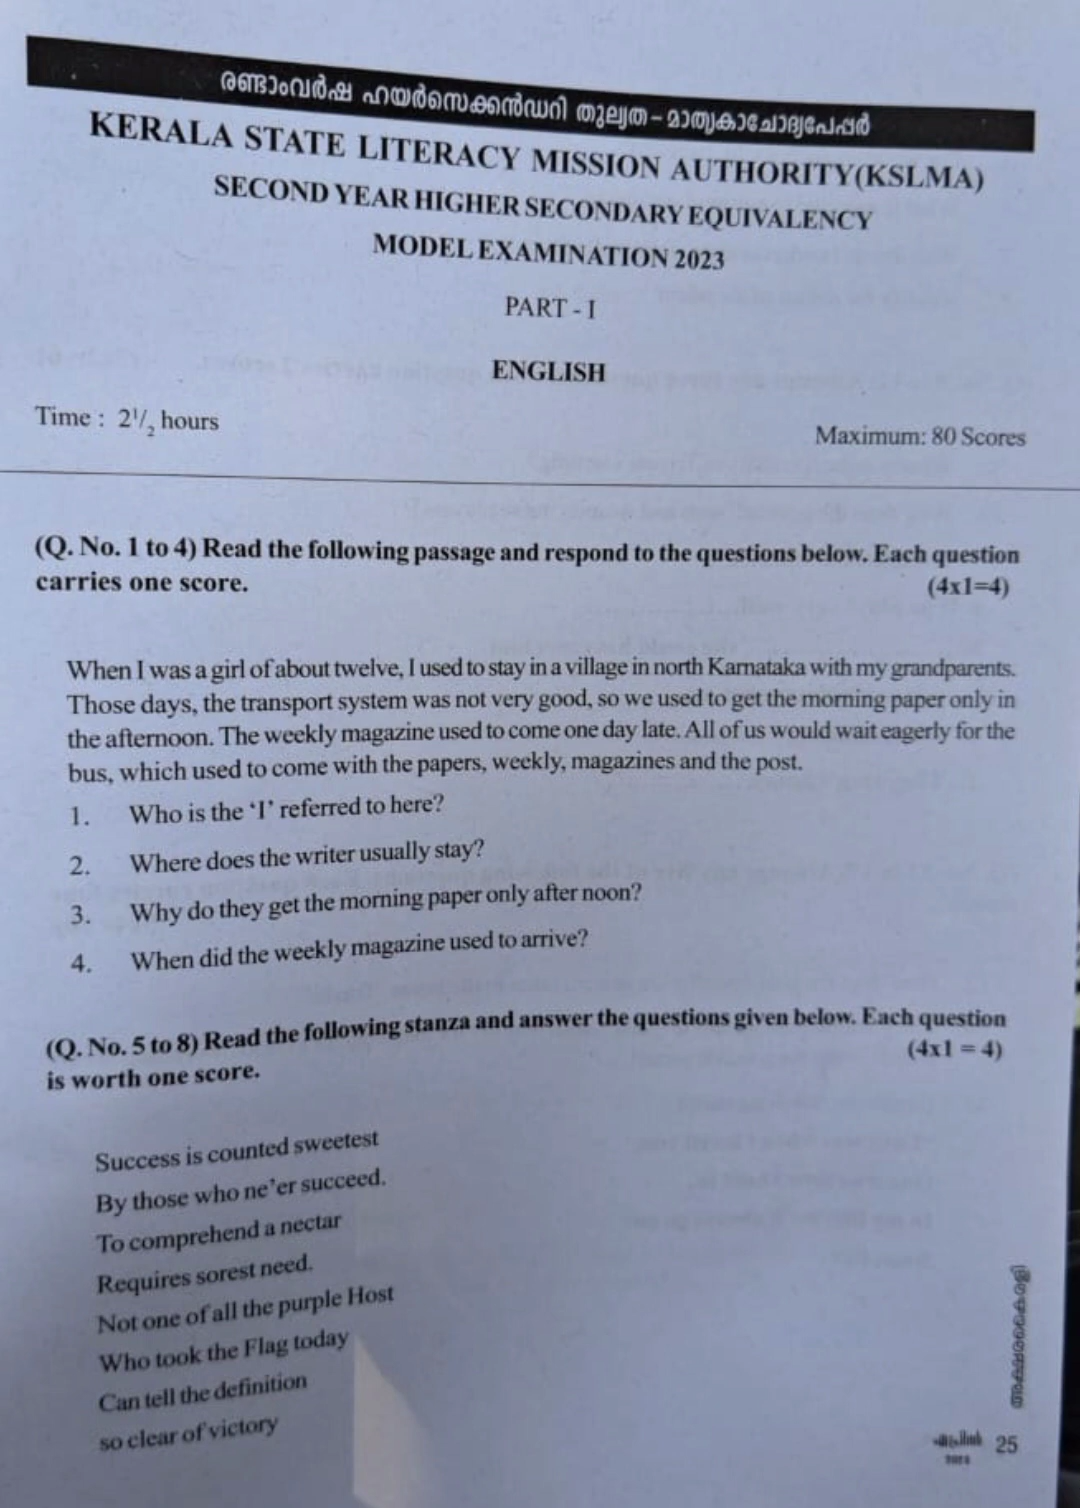 രണ്ടാംവർഷ ഹയർസെക്കൻഡറി തുല്യത - മാതൃകാചോദ്യപേപ്പർ
KERALA STATE LITERACY MISSION AUTHORITY(KSLMA)
SECOND YEAR HIGHER SECONDARY EQUIVALENCY
MODEL EXAMINATION 2023
PART - I
ENGLISH
Time : 2 1/2 hours
Maximum: 80 Scores
(Q. No. 1 to 4) Read the following passage and respond to the questions below. Each question
carries one score. (4x1=4)
When I was a girl of about twelve, I used to stay in a village in north Karnataka with my grandparents.
Those days, the transport system was not very good, so we used to get the morning paper only in
the afternoon. The weekly magazine used to come one day late. All of us would wait eagerly for the
bus, which used to come with the papers, weekly, magazines and the post.
1. Who is the ‘I’ referred to here?
2. Where does the writer usually stay?
3. Why do they get the morning paper only after noon?
4. When did the weekly magazine used to arrive?
(Q. No. 5 to 8) Read the following stanza and answer the questions given below. Each question
is worth one score. (4x1 = 4)
Success is counted sweetest
By those who ne’er succeed.
To comprehend a nectar
Requires sorest need.
Not one of all the purple Host
Who took the Flag today
Can tell the definition
so clear of victory
25